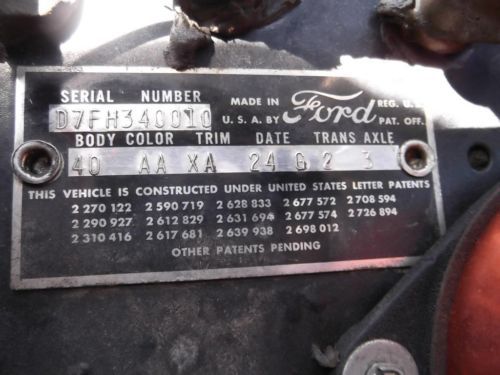 SERIAL NUMBER MADE IN Ford REG. U.
D7FH340010 U.S.A. BY PAT. OFF.
BODY COLOR TRIM DATE TRANS AXLE
40 AA XA 24 G 2 3
THIS VEHICLE IS CONSTRUCTED UNDER UNITED STATES LETTER PATENTS
2 270 122 2 590 719 2 628 833 2 677 572 2 708 594
2 290 927 2 612 829 2 631 694 2 677 574 2 726 894
2 310 416 2 617 681 2 639 938 2 698 012
OTHER PATENTS PENDING